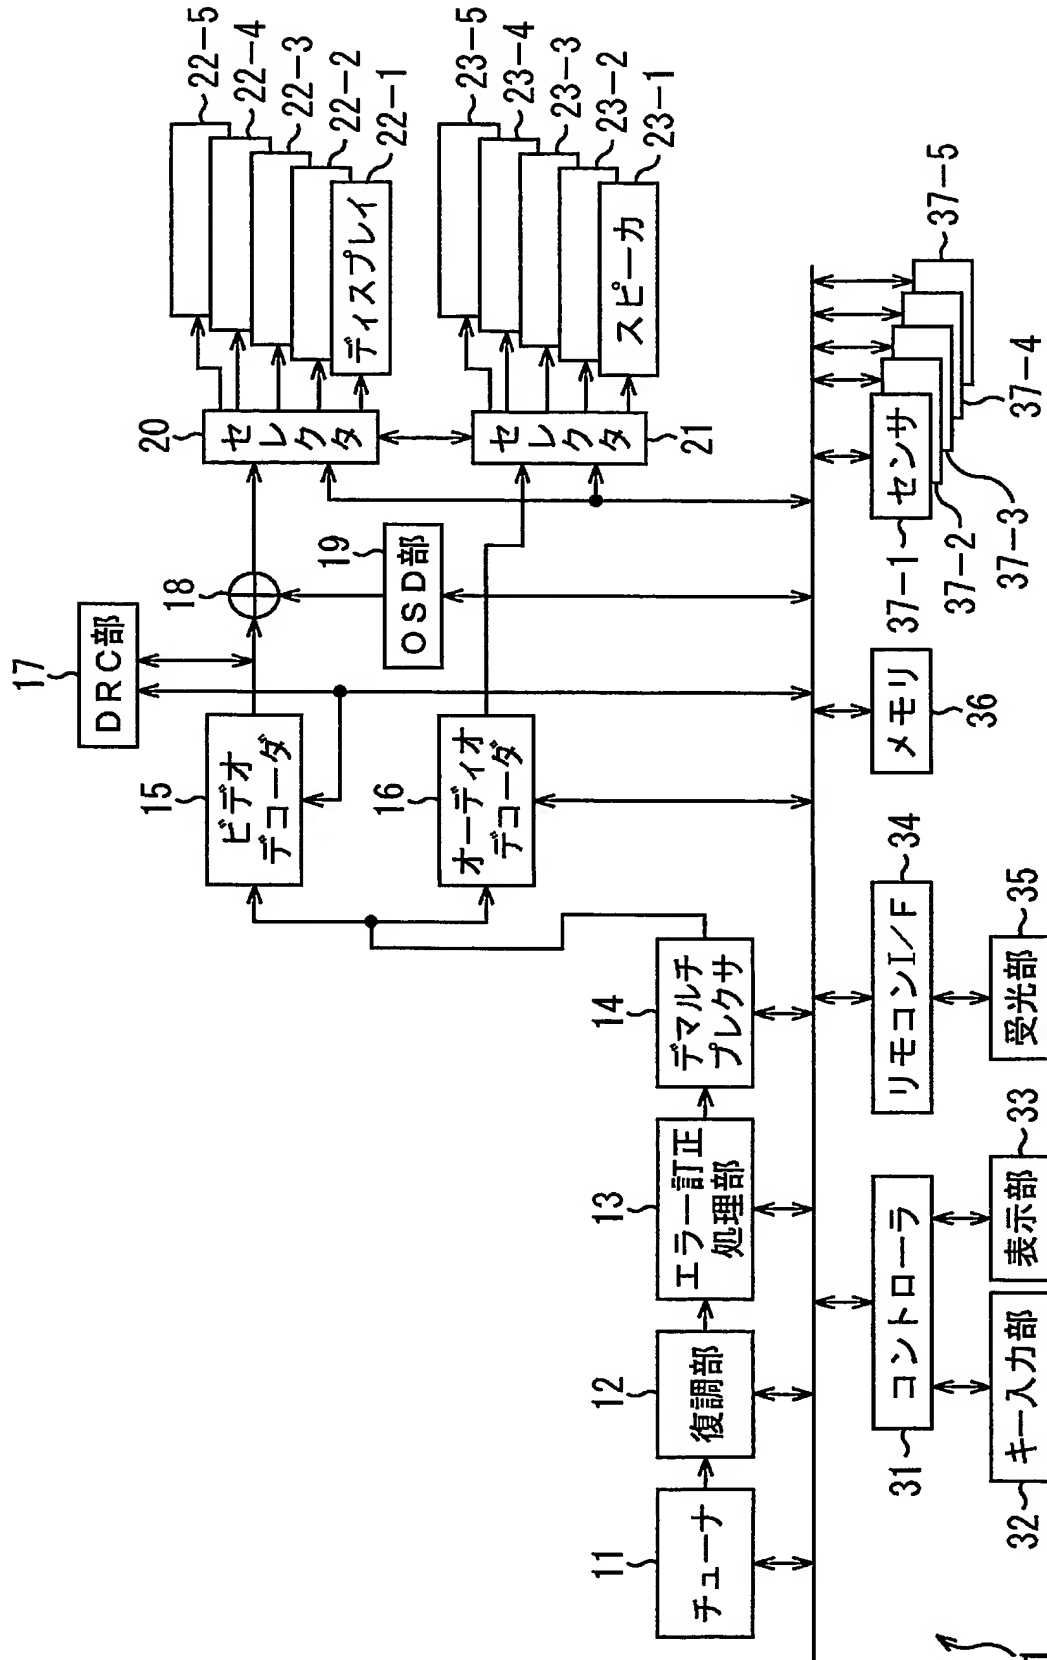 17
DRC部
15
ビデオ
デコーダ
18
19
OSD部
16
オーディオ
デコーダ
20
セレクタ
21
セレクタ
22-5
22-4
22-3
22-2
22-1
ディスプレイ
23-5
23-4
23-3
23-2
23-1
スピーカ
11
チューナ
12
復調部
13
エラー訂正
処理部
14
デマルチ
プレクサ
31
コントローラ
32
キー入力部
33
表示部
34
リモコンI/F
35
受光部
36
メモリ
37-1
センサ
37-2
37-3
37-4
37-5
1